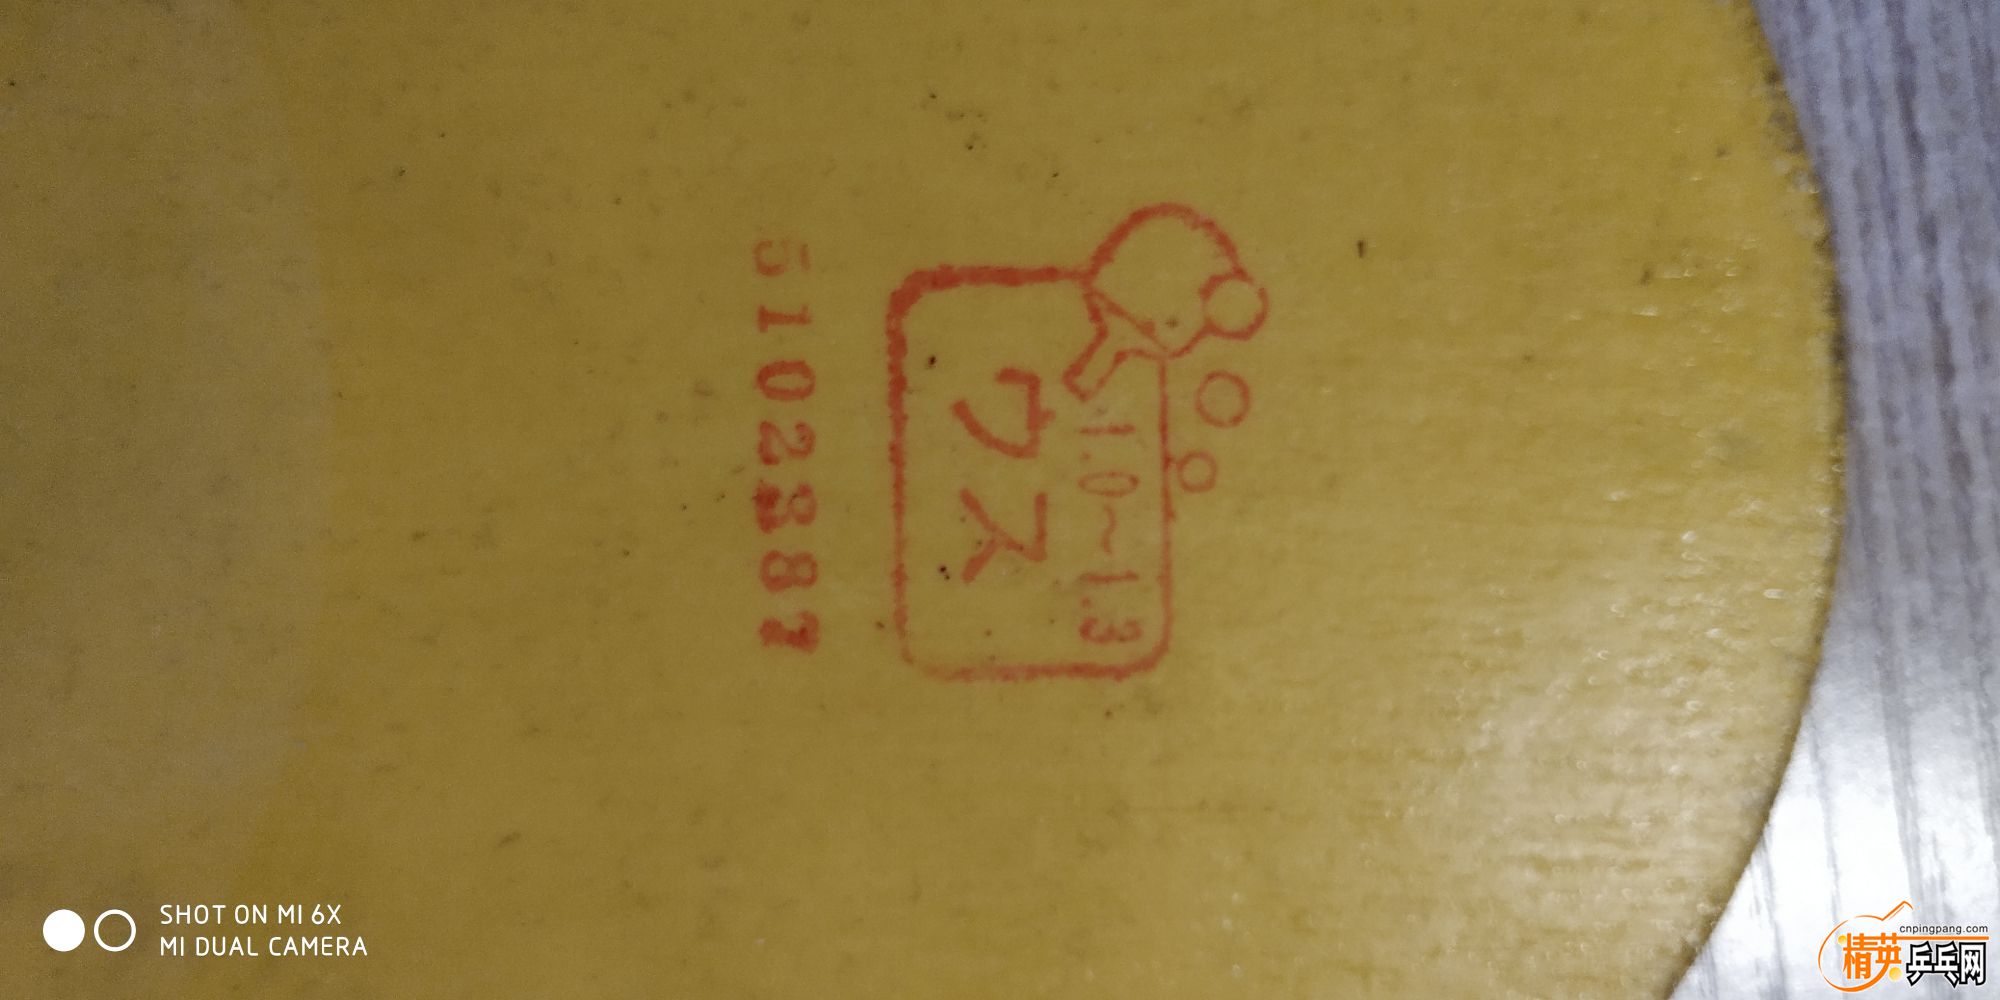 1.0~1.3
ウス
5102387
SHOT ON MI 6X
MI DUAL CAMERA
cnpingpang.com
精英乒乓网